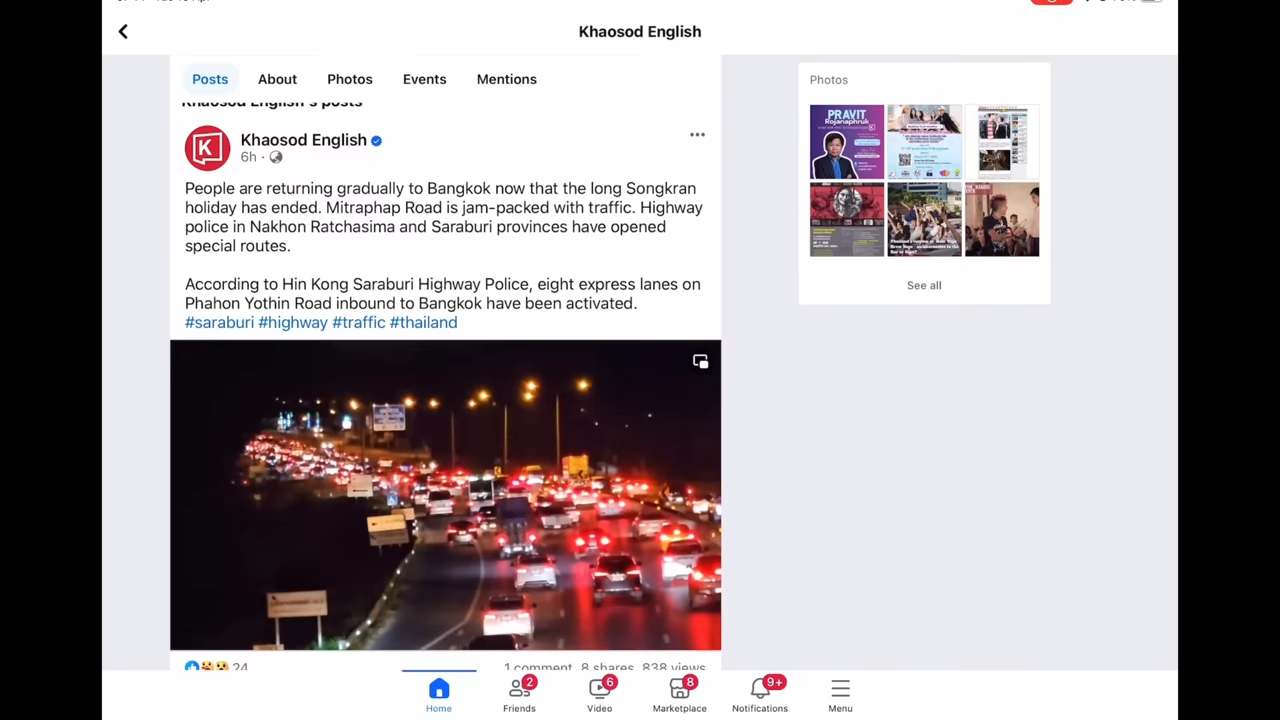 Khaosod English
Posts
About
Photos
Events
Mentions
Khaosod English's posts
Khaosod English
6h ·
People are returning gradually to Bangkok now that the long Songkran
holiday has ended. Mitraphap Road is jam-packed with traffic. Highway
police in Nakhon Ratchasima and Saraburi provinces have opened
special routes.
According to Hin Kong Saraburi Highway Police, eight express lanes on
Phahon Yothin Road inbound to Bangkok have been activated.
#saraburi #highway #traffic #thailand
24
1 comment 8 shares 838 views
Photos
PRAVIT
Rojanaphruk
See all
Home
2
Friends
6
Video
8
Marketplace
9+
Notifications
Menu